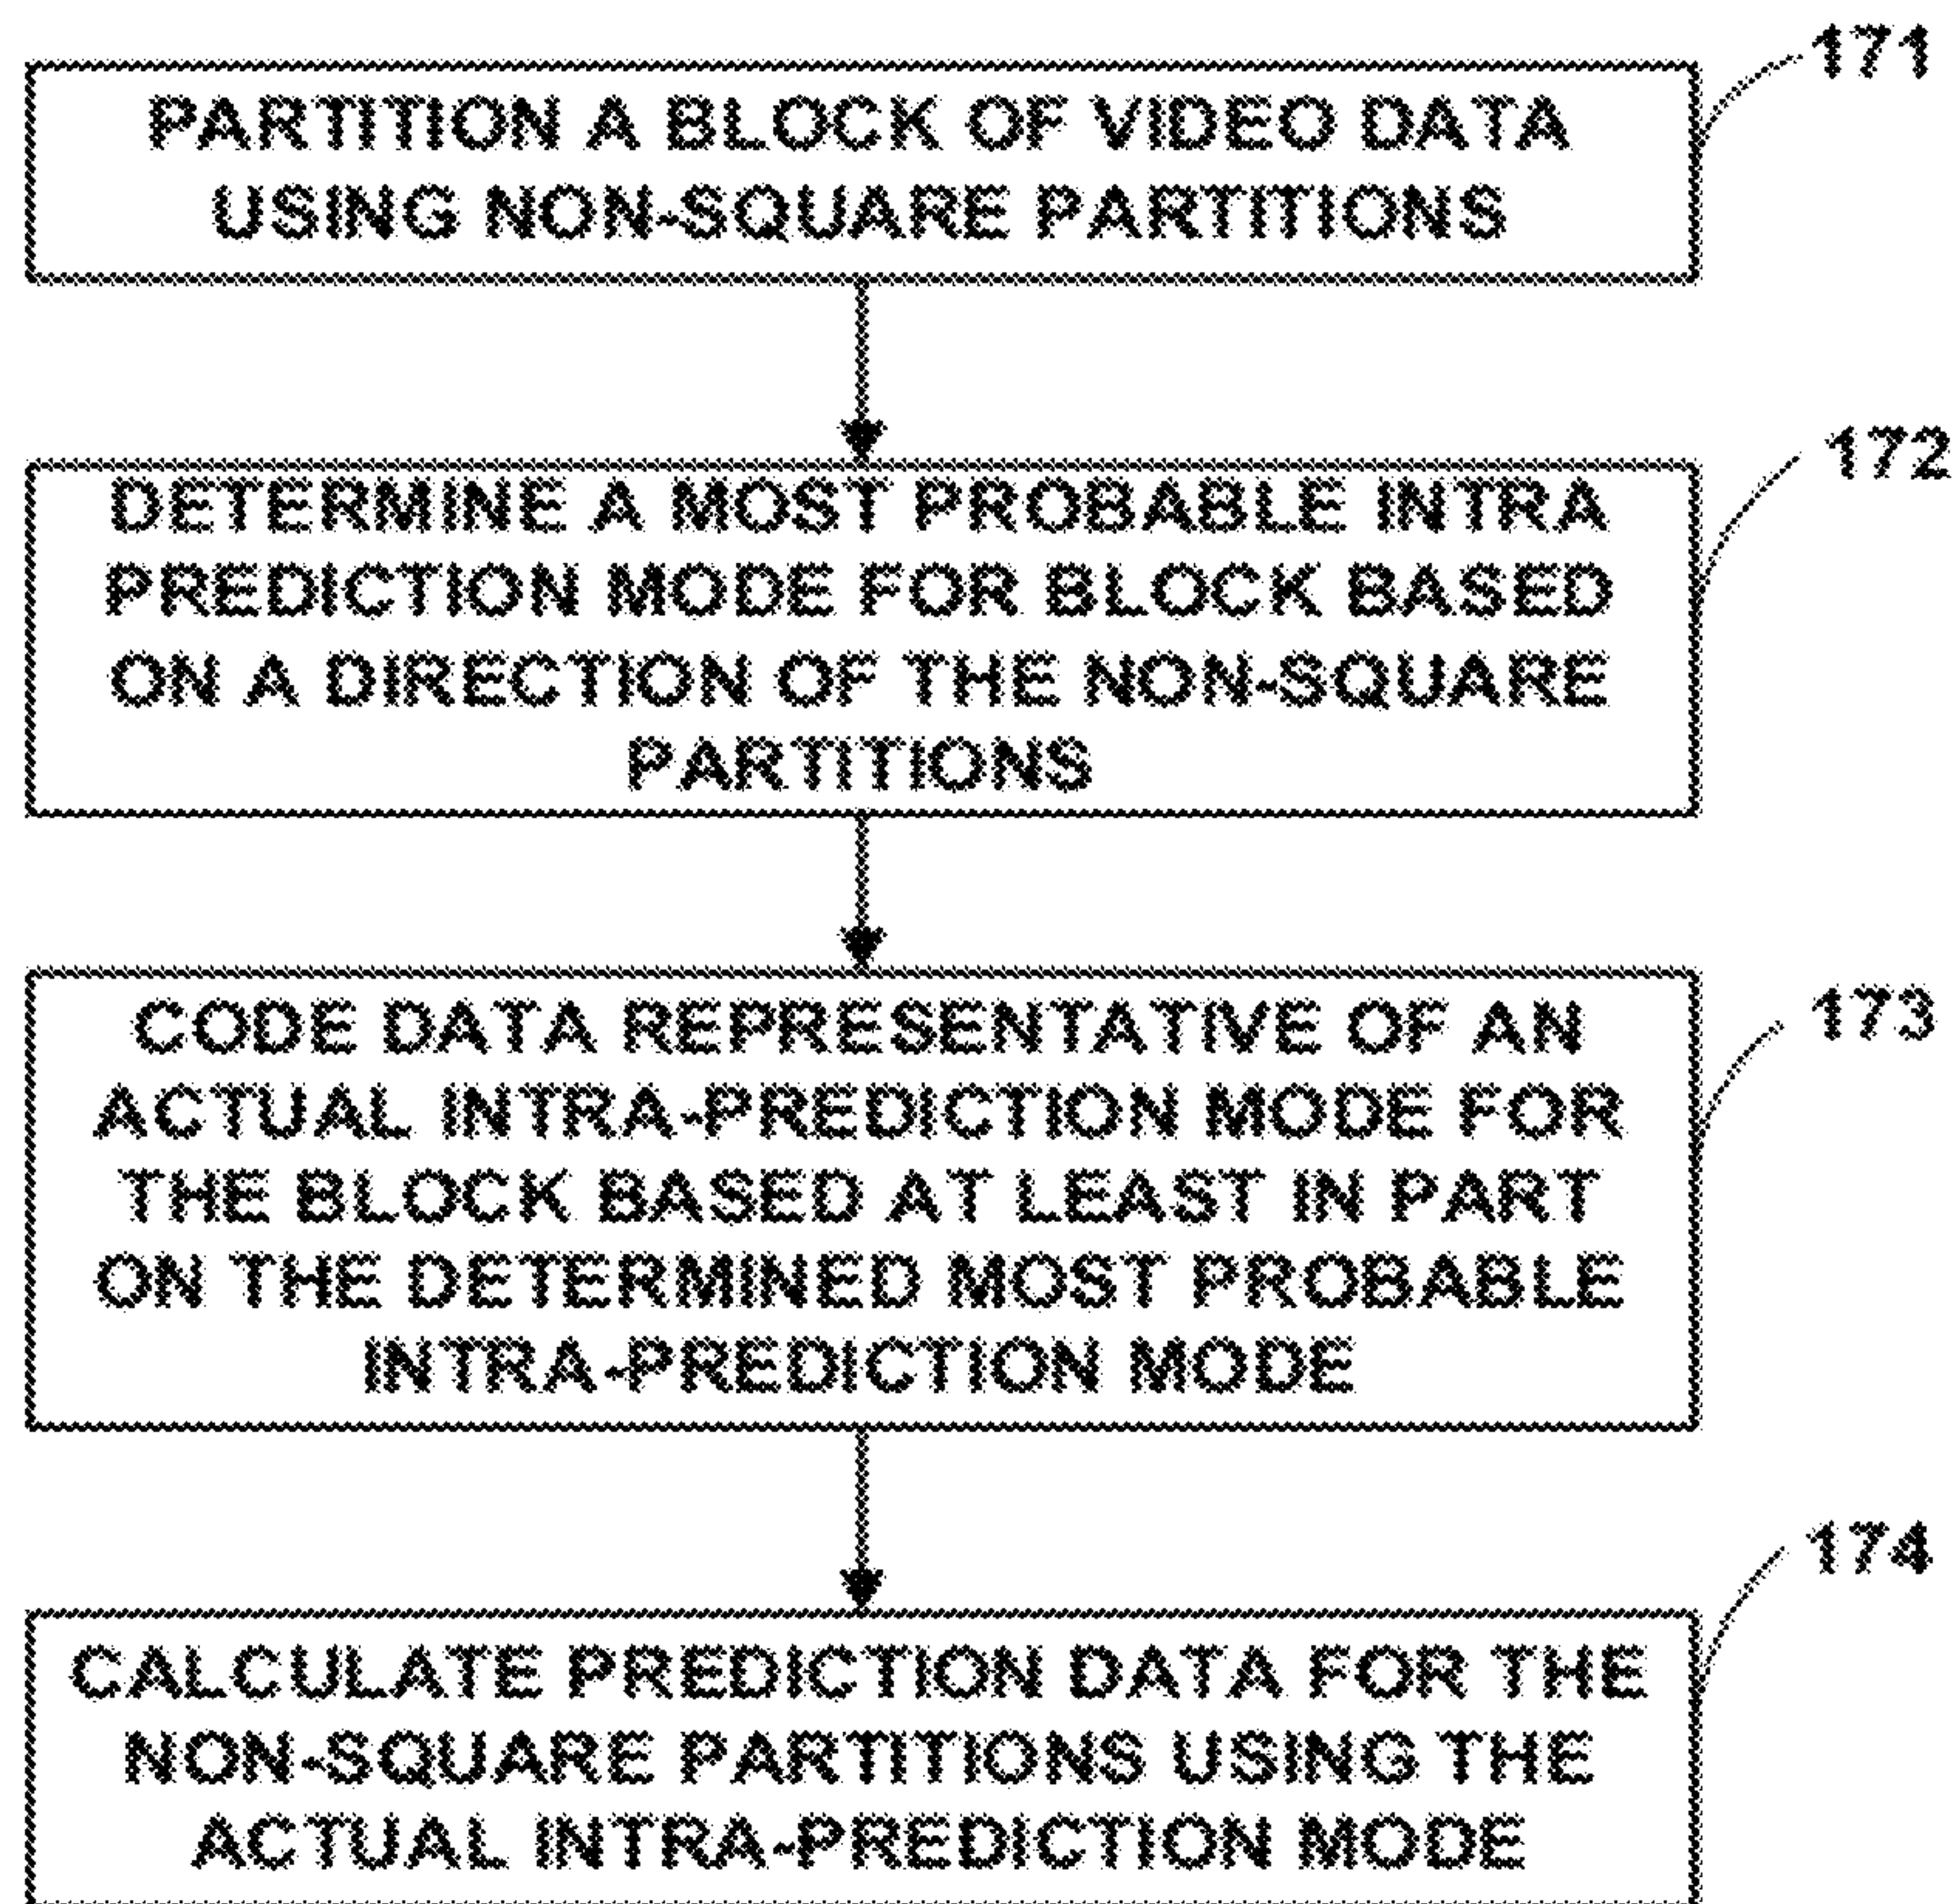 171
PARTITION A BLOCK OF VIDEO DATA
USING NON-SQUARE PARTITIONS
172
DETERMINE A MOST PROBABLE INTRA
PREDICTION MODE FOR BLOCK BASED
ON A DIRECTION OF THE NON-SQUARE
PARTITIONS
173
CODE DATA REPRESENTATIVE OF AN
ACTUAL INTRA-PREDICTION MODE FOR
THE BLOCK BASED AT LEAST IN PART
ON THE DETERMINED MOST PROBABLE
INTRA-PREDICTION MODE
174
CALCULATE PREDICTION DATA FOR THE
NON-SQUARE PARTITIONS USING THE
ACTUAL INTRA-PREDICTION MODE